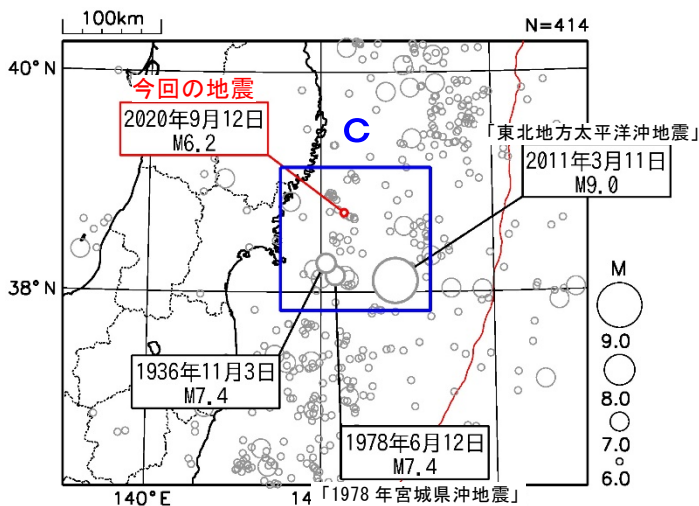 100km
N=414
40°N
今回の地震
2020年9月12日
M6.2
C
「東北地方太平洋沖地震」
2011年3月11日
M9.0
38°N
M
9.0
8.0
7.0
6.0
1936年11月3日
M7.4
1978年6月12日
M7.4
「1978 年宮城県沖地震」
140°E